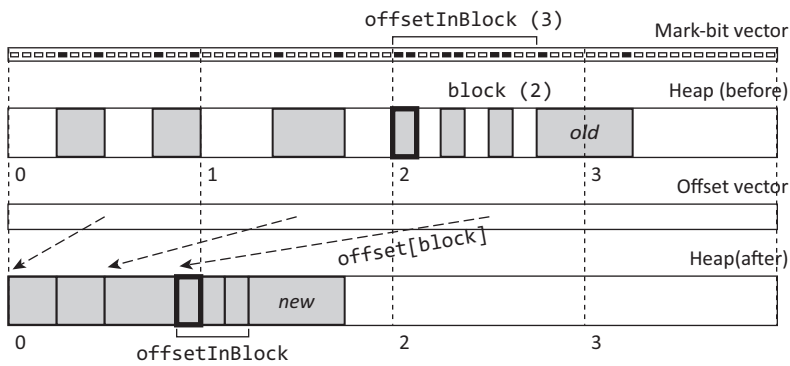 offsetInBlock (3)
Mark-bit vector
block (2)
Heap (before)
old
0 1 2 3
Offset vector
offset[block]
Heap(after)
new
0 2 3
offsetInBlock